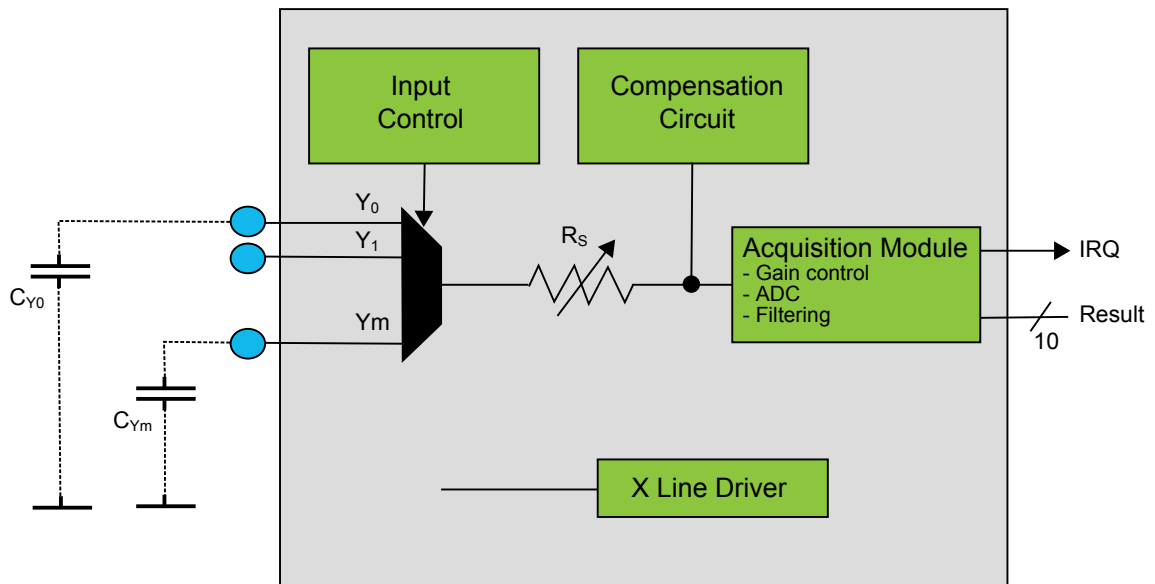 Input
Control
Compensation
Circuit
Y0
Y1
Ym
RS
Acquisition Module
- Gain control
- ADC
- Filtering
IRQ
Result
10
CY0
CYm
X Line Driver